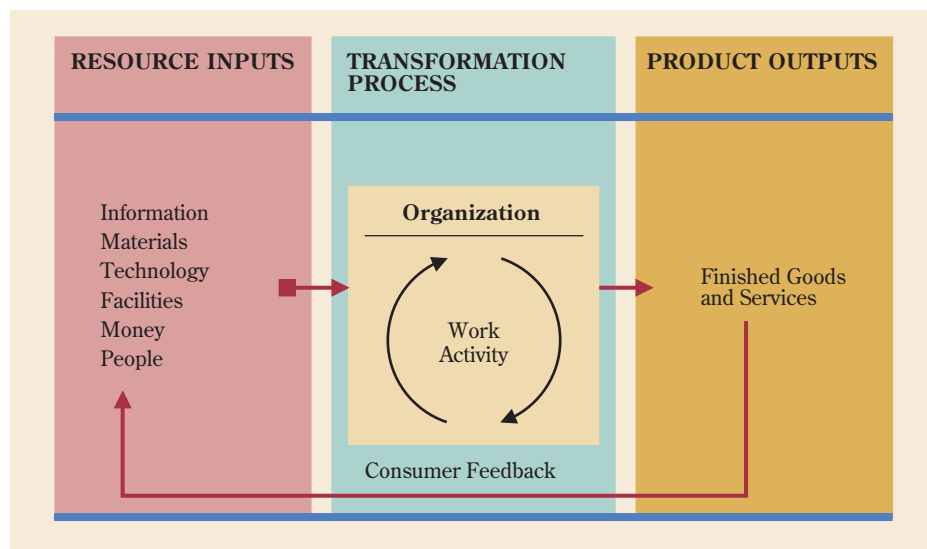 RESOURCE INPUTS
TRANSFORMATION
PROCESS
PRODUCT OUTPUTS
Information
Materials
Technology
Facilities
Money
People
Organization
Work
Activity
Finished Goods
and Services
Consumer Feedback